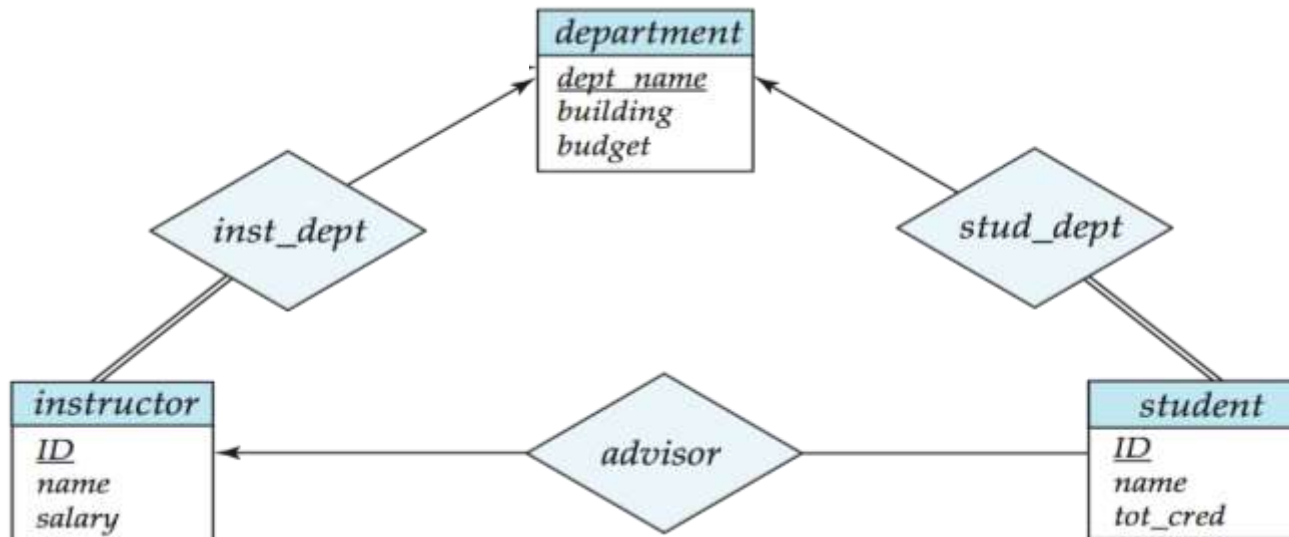 department
dept_name
building
budget
inst_dept
stud_dept
instructor
ID
name
salary
advisor
student
ID
name
tot_cred